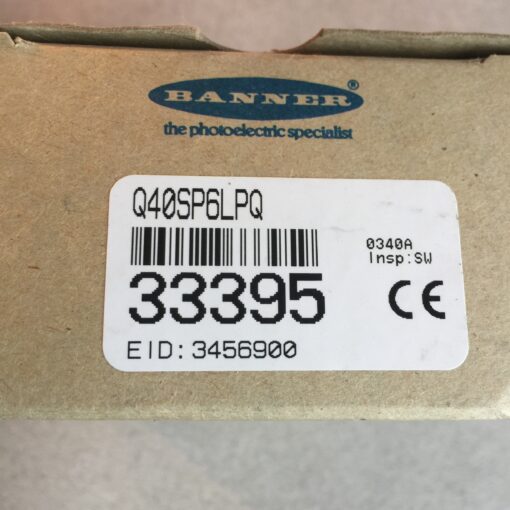 BANNER®
the photoelectric specialist
Q40SP6LPQ
0340A
Insp:SW
33395
CE
EID: 3456900